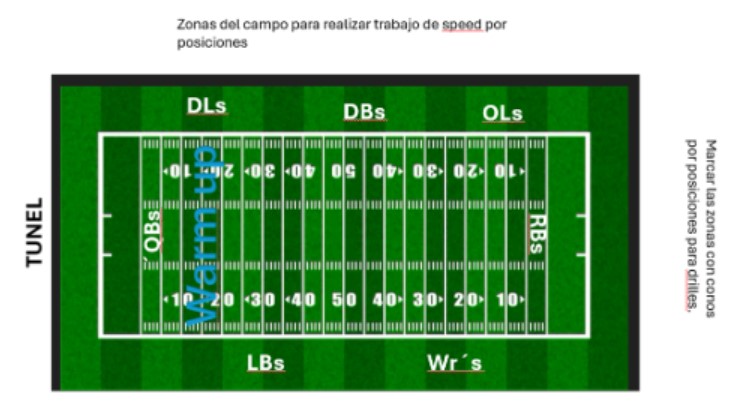 Zonas del campo para realizar trabajo de speed por
posiciones
DLs
DBs
OLs
10 20 30 40 50 40 30 20 10
TUNEL
´QBs
Warm up
RBs
Marcar las zonas con conos
por posiciones para drilles,
10 20 30 40 50 40 30 20 10
LBs
Wr´s